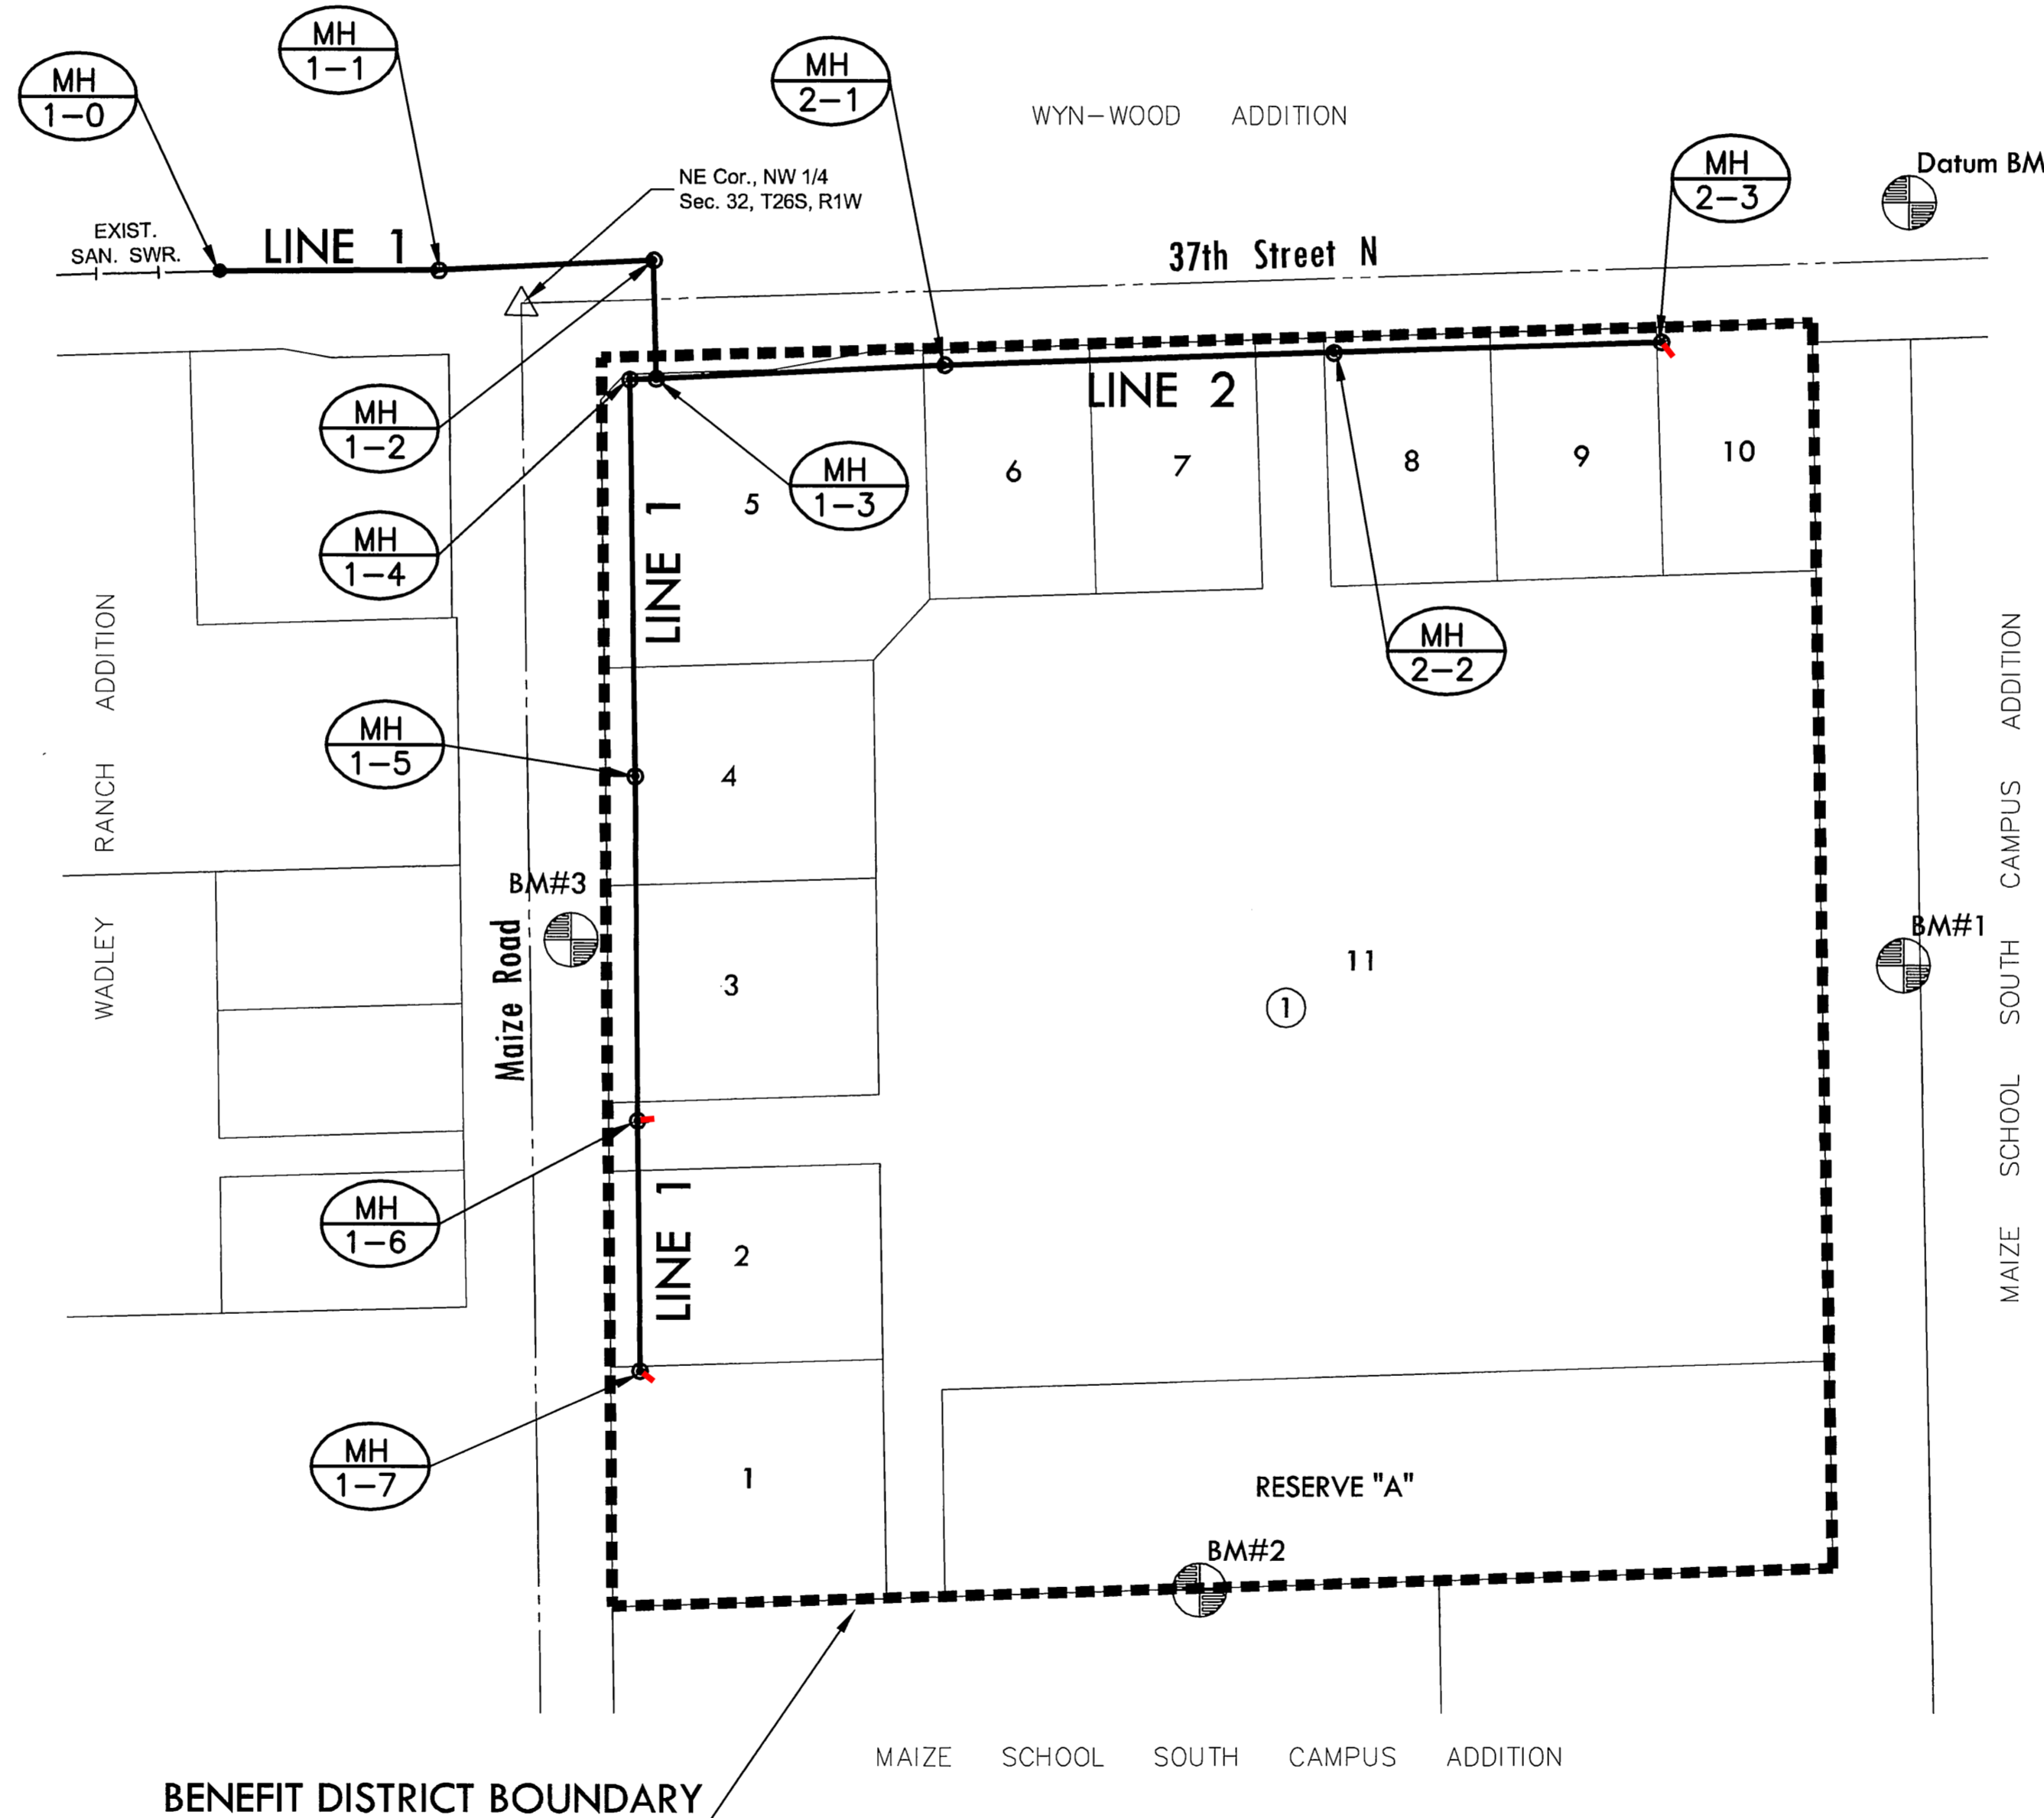 MH
1-0
MH
1-1
MH
2-1
WYN-WOOD ADDITION
MH
2-3
Datum BM
NE Cor., NW 1/4
Sec. 32, T26S, R1W
EXIST.
SAN. SWR.
LINE 1
37th Street N
MH
1-2
LINE 2
MH
1-3
MH
1-4
5
6
7
8
9
10
LINE 1
MH
2-2
WADLEY RANCH ADDITION
MH
1-5
4
BM#3
Maize Road
3
11
1
BM#1
MAIZE SCHOOL SOUTH CAMPUS ADDITION
MH
1-6
LINE 1
2
MH
1-7
1
RESERVE "A"
BM#2
MAIZE SCHOOL SOUTH CAMPUS ADDITION
BENEFIT DISTRICT BOUNDARY